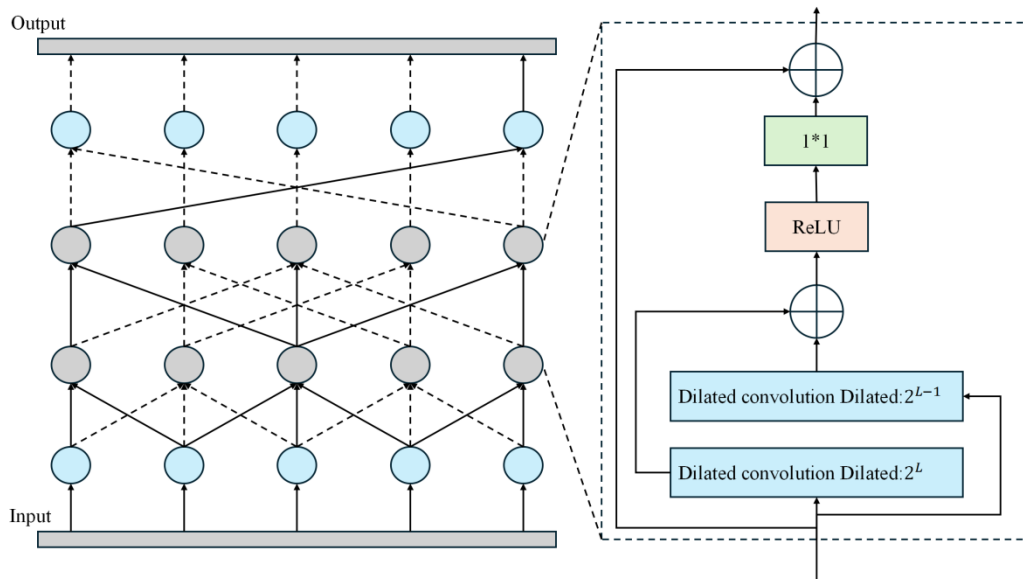 Output
1*1
ReLU
Dilated convolution Dilated:$2^{L-1}$
Dilated convolution Dilated:$2^{L}$
Input